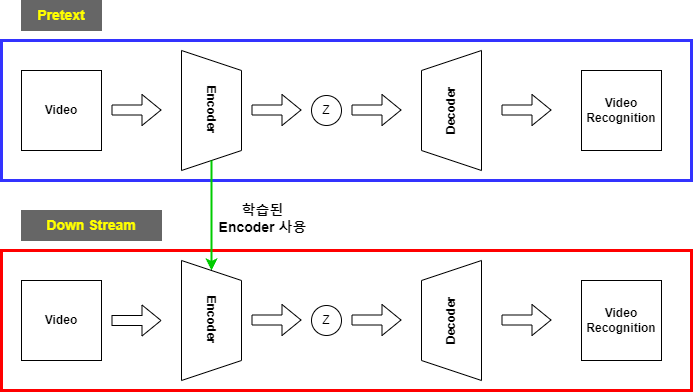 Pretext
Video
Encoder
Z
Decoder
Video
Recognition
학습된
Encoder 사용
Down Stream
Video
Encoder
Z
Decoder
Video
Recognition